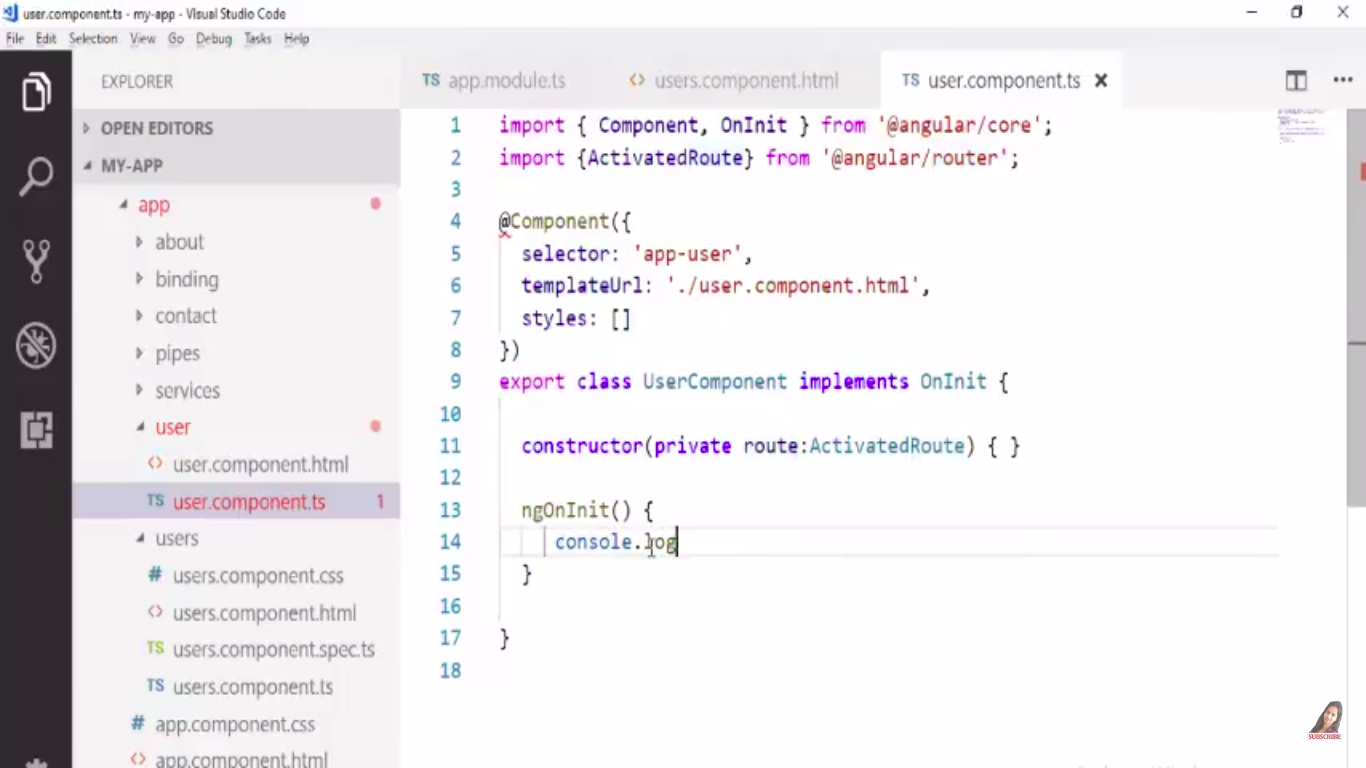 user.component.ts - my-app - Visual Studio Code
File Edit Selection View Go Debug Tasks Help
EXPLORER
OPEN EDITORS
MY-APP
app
about
binding
contact
pipes
services
user
<> user.component.html
TS user.component.ts 1
users
# users.component.css
<> users.component.html
TS users.component.spec.ts
TS users.component.ts
# app.component.css
<> app.component.html
TS app.module.ts
<> users.component.html
TS user.component.ts
1 import { Component, OnInit } from '@angular/core';
2 import {ActivatedRoute} from '@angular/router';
3
4 @Component({
5 selector: 'app-user',
6 templateUrl: './user.component.html',
7 styles: []
8 })
9 export class UserComponent implements OnInit {
10
11 constructor(private route:ActivatedRoute) { }
12
13 ngOnInit() {
14 console.log
15 }
16
17 }
18
SUBSCRIBE